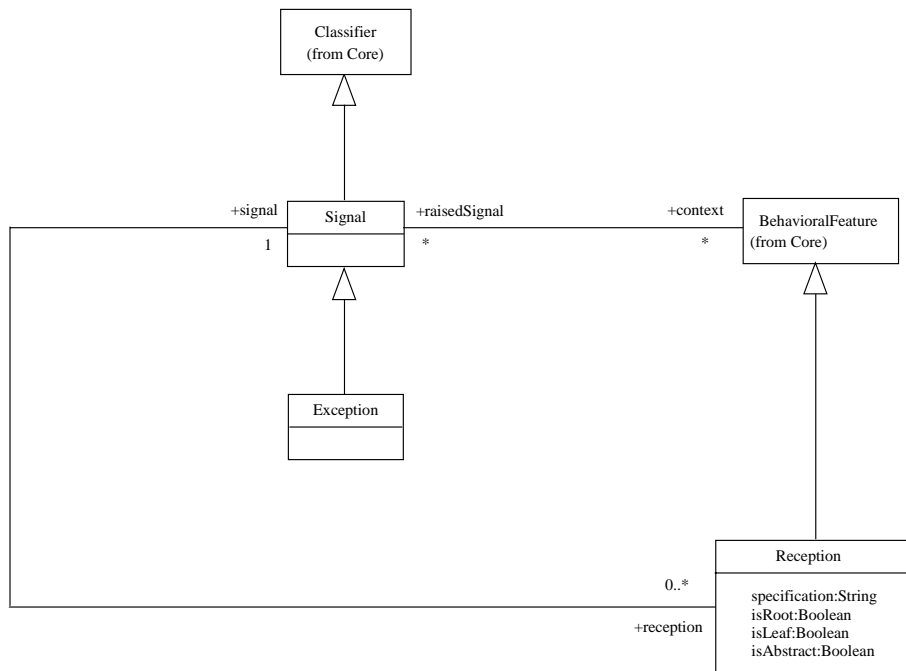 Classifier
(from Core)
+signal
Signal
+raisedSignal
+context
BehavioralFeature
(from Core)
1
*
*
Exception
Reception
0..*
specification:String
isRoot:Boolean
isLeaf:Boolean
isAbstract:Boolean
+reception